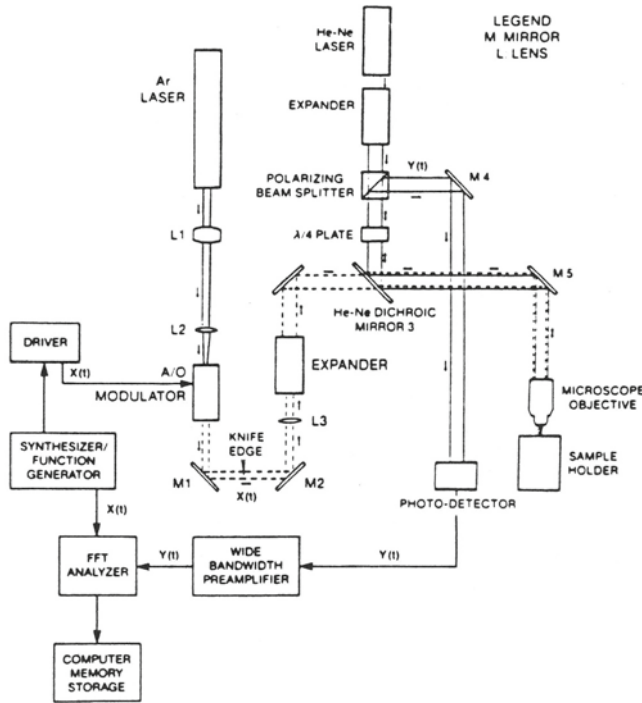 He-Ne
LASER
LEGEND
M. MIRROR
L. LENS
Ar
LASER
EXPANDER
Y(t)
M4
POLARIZING
BEAM SPLITTER
L1
λ/4 PLATE
M5
He-Ne DICHROIC
MIRROR 3
L2
DRIVER
X(t)
A/O
MODULATOR
EXPANDER
MICROSCOPE
OBJECTIVE
L3
SYNTHESIZER/
FUNCTION
GENERATOR
KNIFE
EDGE
M1
X(t)
M2
SAMPLE
HOLDER
X(t)
PHOTO-DETECTOR
FFT
ANALYZER
Y(t)
WIDE
BANDWIDTH
PREAMPLIFIER
Y(t)
COMPUTER
MEMORY
STORAGE